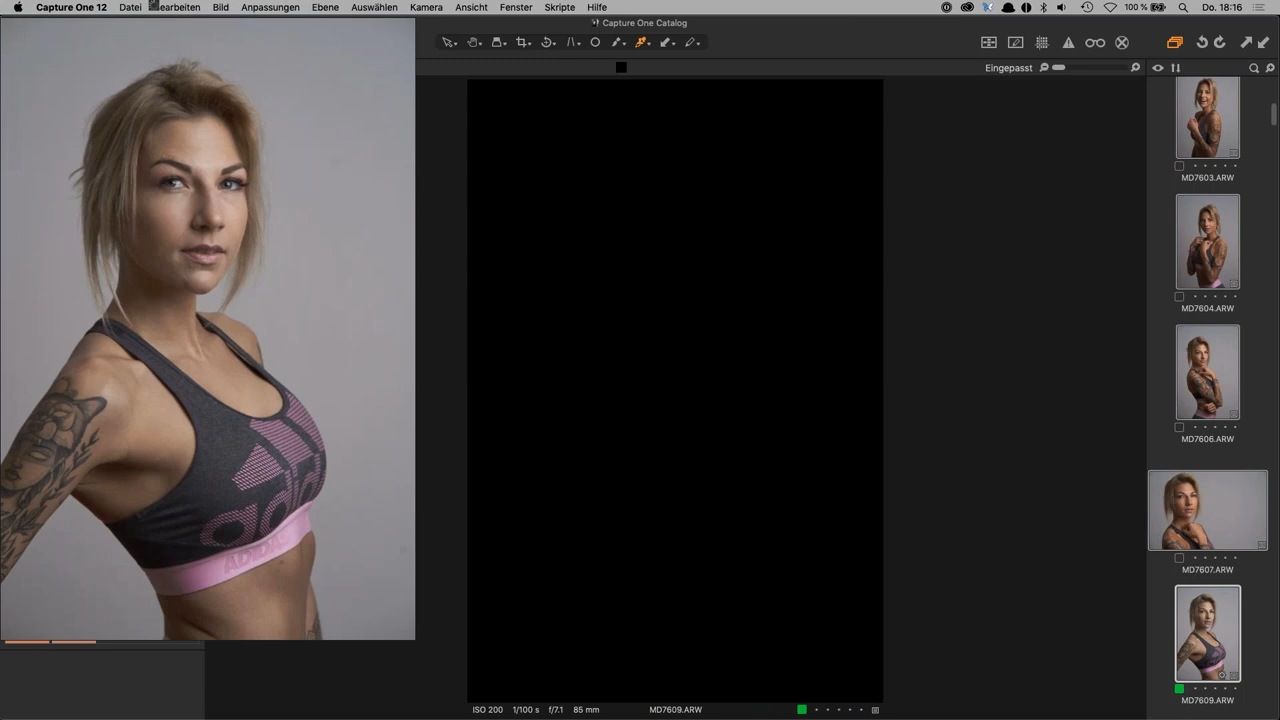 Capture One 12 Datei Bearbeiten Bild Anpassungen Ebene Auswählen Kamera Ansicht Fenster Skripte Hilfe 100 % Do. 18:16
Capture One Catalog
Eingepasst
MD7603.ARW
MD7604.ARW
MD7606.ARW
MD7607.ARW
MD7609.ARW
adid
ADDIC
ISO 200 1/100 s f/7.1 85 mm MD7609.ARW